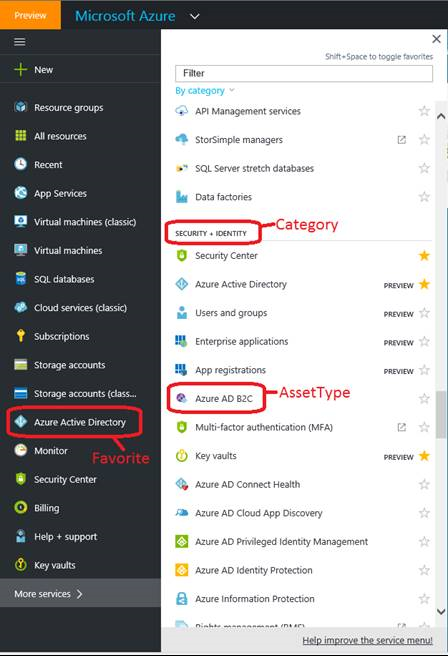 Preview
Microsoft Azure
New
Resource groups
All resources
Recent
App Services
Virtual machines (classic)
Virtual machines
SQL databases
Cloud services (classic)
Subscriptions
Storage accounts
Storage accounts (class...
Azure Active Directory
Favorite
Monitor
Security Center
Billing
Help + support
Key vaults
More services >
Shift+Space to toggle favorites
Filter
By category
API Management services
StorSimple managers
SQL Server stretch databases
Data factories
SECURITY + IDENTITY
Category
Security Center
Azure Active Directory PREVIEW
Users and groups PREVIEW
Enterprise applications PREVIEW
App registrations PREVIEW
Azure AD B2C
AssetType
Multi-factor authentication (MFA)
Key vaults PREVIEW
Azure AD Connect Health
Azure AD Cloud App Discovery
Azure AD Privileged Identity Management
Azure AD Identity Protection
Azure Information Protection
Rights management (RMS)
Help improve the service menu!